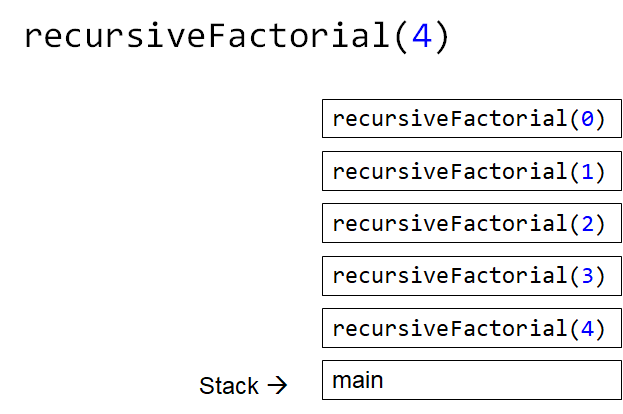 recursiveFactorial(4)
recursiveFactorial(0)
recursiveFactorial(1)
recursiveFactorial(2)
recursiveFactorial(3)
recursiveFactorial(4)
Stack → main